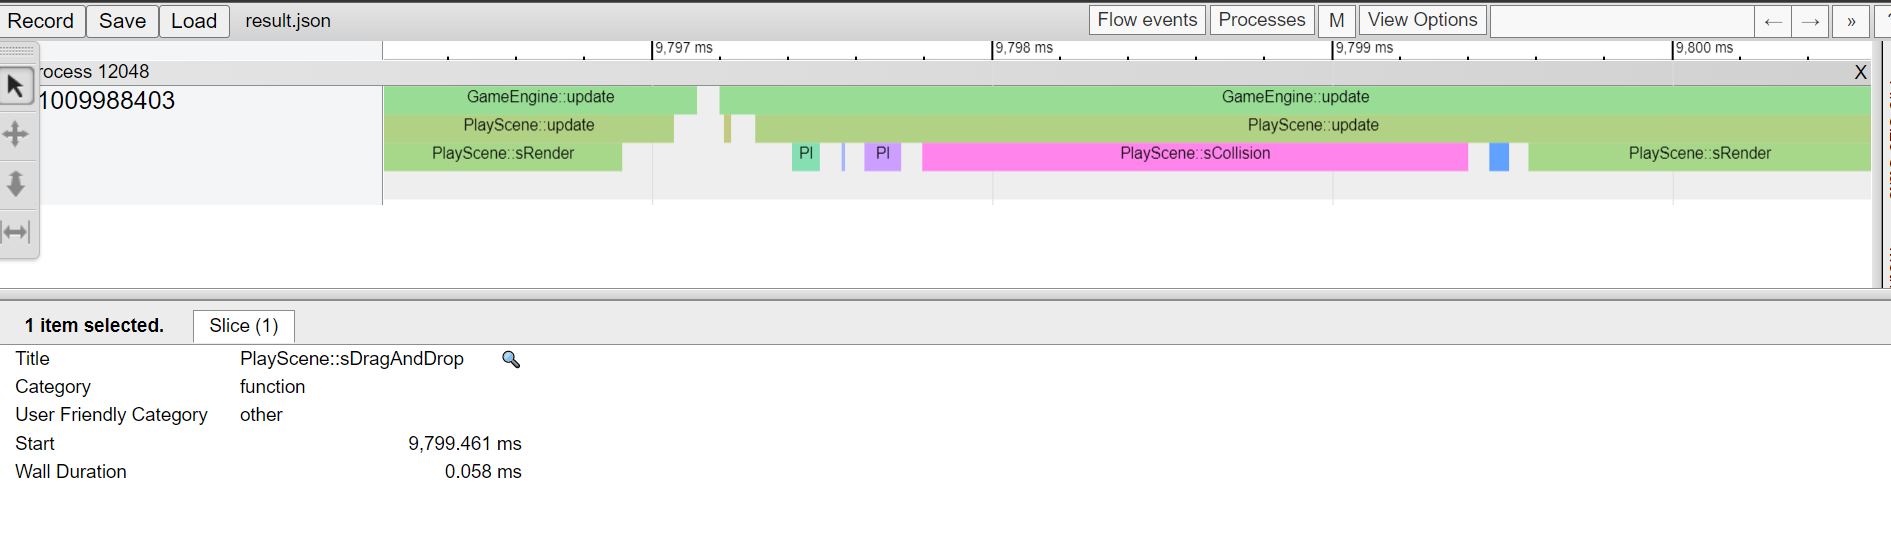 Record Save Load result.json Flow events Processes M View Options ← → »
9,797 ms 9,798 ms 9,799 ms 9,800 ms
rocess 12048 X
1009988403 GameEngine::update GameEngine::update
PlayScene::update PlayScene::update
PlayScene::sRender Pl Pl PlayScene::sCollision PlayScene::sRender
1 item selected. Slice (1)
Title PlayScene::sDragAndDrop
Category function
User Friendly Category other
Start 9,799.461 ms
Wall Duration 0.058 ms